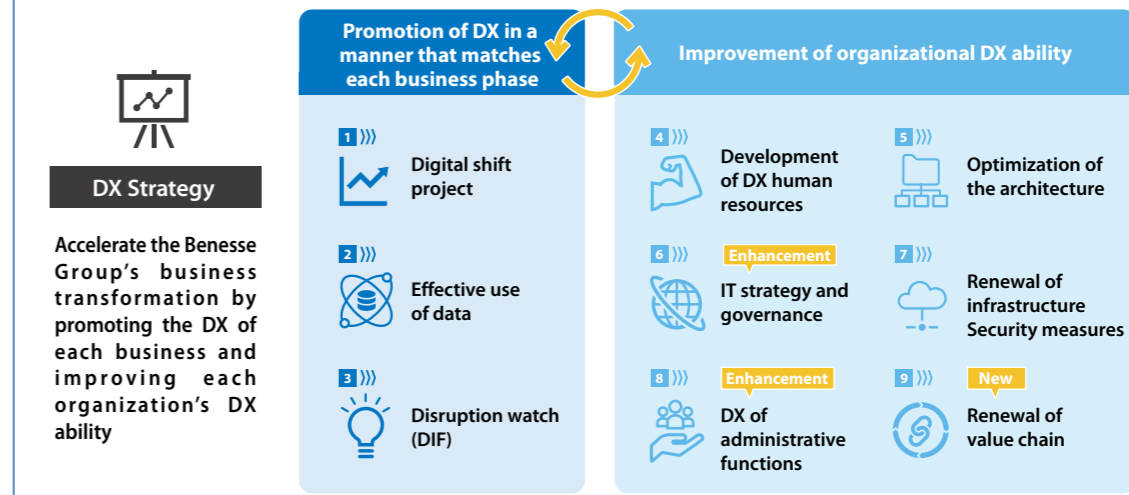 DX Strategy
Accelerate the Benesse
Group's business
transformation by
promoting the DX of
each business and
improving each
organization's DX
ability
Promotion of DX in a
manner that matches
each business phase
1 》
Digital shift
project
2 》
Effective use
of data
3 》
Disruption watch
(DIF)
Improvement of organizational DX ability
4 》
Development
of DX human
resources
5 》
Optimization of
the architecture
6 》
Enhancement
IT strategy and
governance
7 》
Renewal of
infrastructure
Security measures
8 》
Enhancement
DX of
administrative
functions
9 》
New
Renewal of
value chain